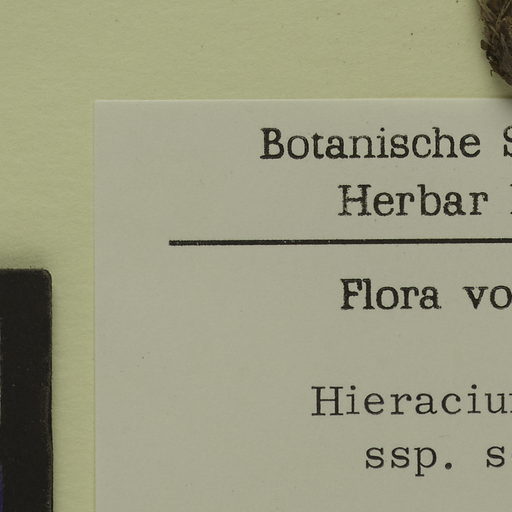 Botanische S
Herbar
Flora vo
Hieraciu
ssp. s